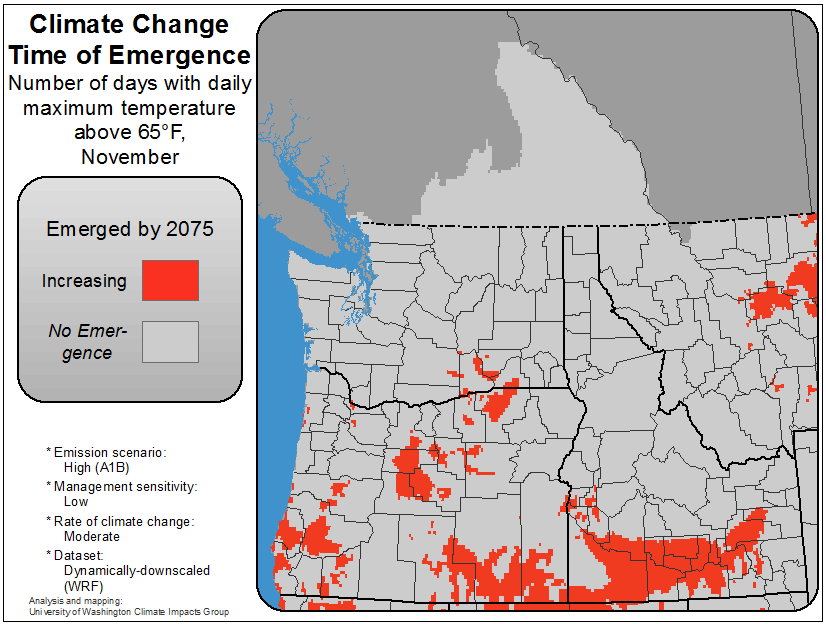 Climate Change
Time of Emergence
Number of days with daily
maximum temperature
above 65°F,
November
Emerged by 2075
Increasing
No Emer-
gence
* Emission scenario:
High (A1B)
* Management sensitivity:
Low
* Rate of climate change:
Moderate
* Dataset:
Dynamically-downscaled
(WRF)
Analysis and mapping:
University of Washington Climate Impacts Group